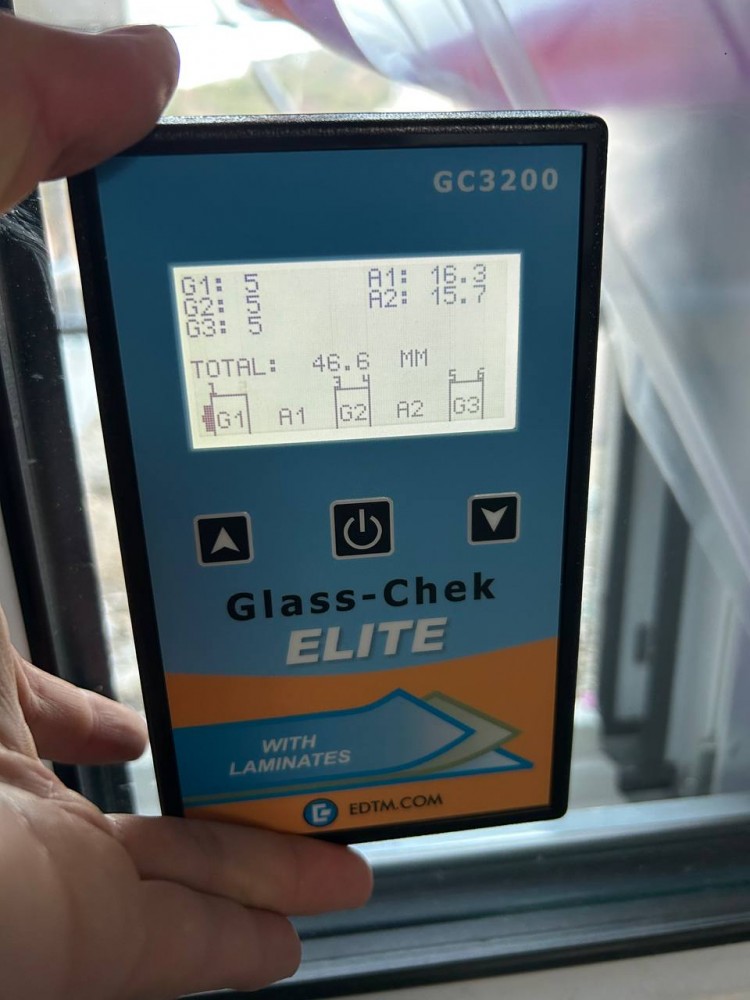 GC3200
G1: 5 A1: 16.3
G2: 5 A2: 15.7
G3: 5
TOTAL: 46.6 MM
1 3 4 5 6
G1 A1 G2 A2 G3
Glass-Chek
ELITE
WITH
LAMINATES
EDTM.COM